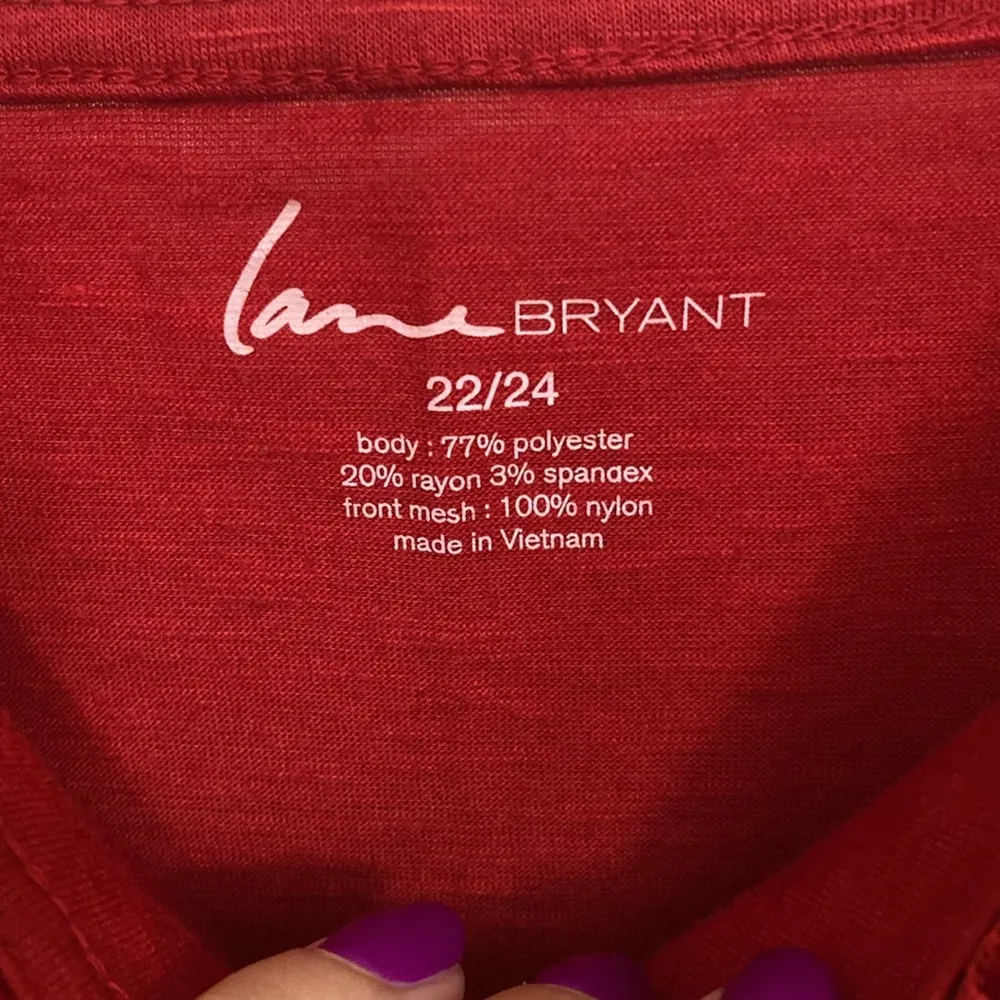 lane BRYANT
22/24
body : 77% polyester
20% rayon 3% spandex
front mesh : 100% nylon
made in Vietnam